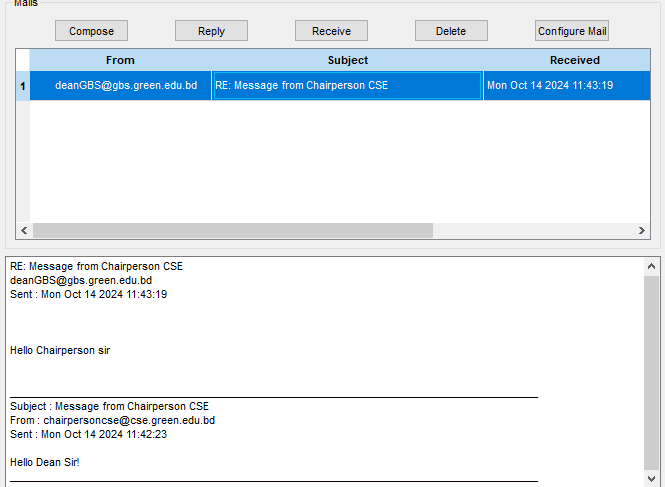 Mails
Compose Reply Receive Delete Configure Mail
From Subject Received
1 deanGBS@gbs.green.edu.bd RE: Message from Chairperson CSE Mon Oct 14 2024 11:43:19
RE: Message from Chairperson CSE
deanGBS@gbs.green.edu.bd
Sent : Mon Oct 14 2024 11:43:19
Hello Chairperson sir
Subject : Message from Chairperson CSE
From : chairpersoncse@cse.green.edu.bd
Sent : Mon Oct 14 2024 11:42:23
Hello Dean Sir!